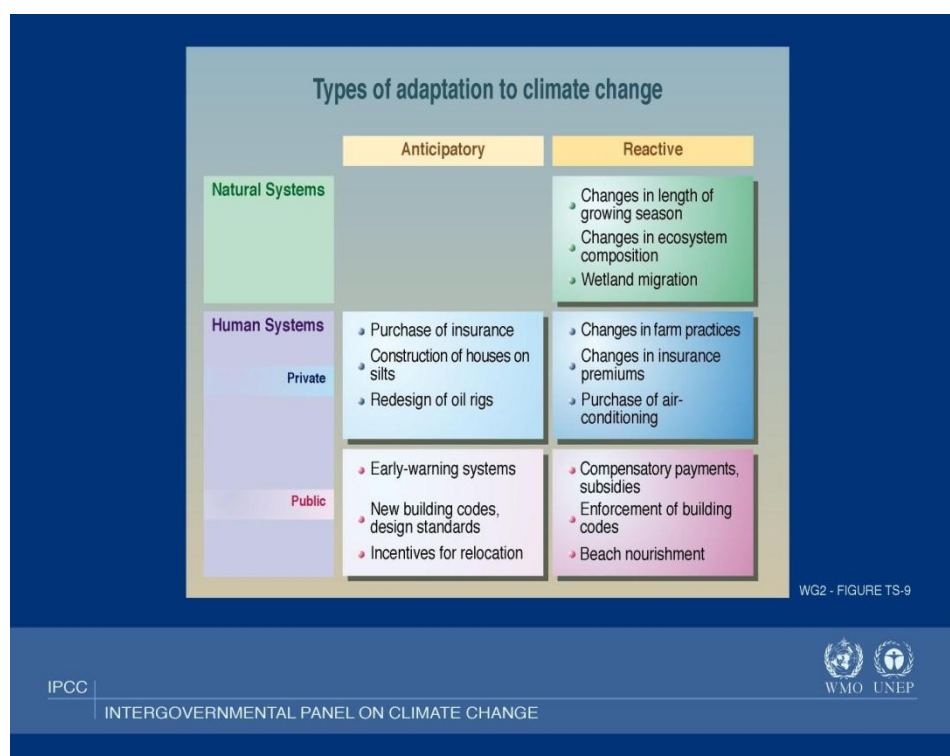 Types of adaptation to climate change
Anticipatory
Reactive
Natural Systems
Changes in length of
growing season
Changes in ecosystem
composition
Wetland migration
Human Systems
Private
Purchase of insurance
Construction of houses on
silts
Redesign of oil rigs
Changes in farm practices
Changes in insurance
premiums
Purchase of air-
conditioning
Public
Early-warning systems
New building codes,
design standards
Incentives for relocation
Compensatory payments,
subsidies
Enforcement of building
codes
Beach nourishment
WG2 - FIGURE TS-9
WMO UNEP
IPCC
INTERGOVERNMENTAL PANEL ON CLIMATE CHANGE